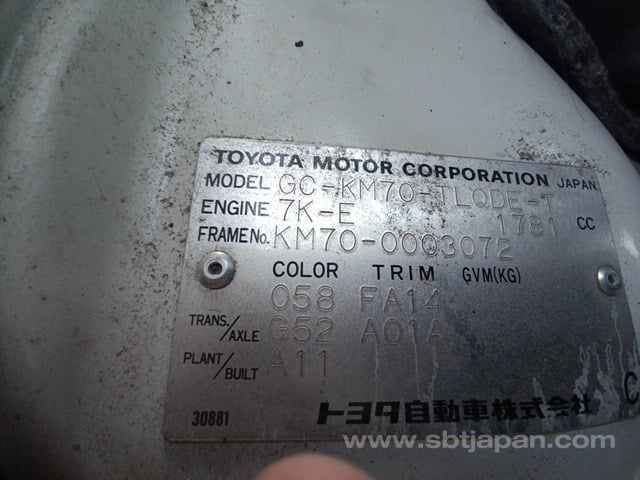 TOYOTA MOTOR CORPORATION JAPAN
MODEL GC-KM70-TLQDE-T
ENGINE 7K-E 1781 CC
FRAME No. KM70-0003072
COLOR TRIM GVM(KG)
058 FA14
TRANS./AXLE G52 A01A
PLANT/BUILT A11
C
30881 トヨタ自動車株式会社
www.sbtjapan.com